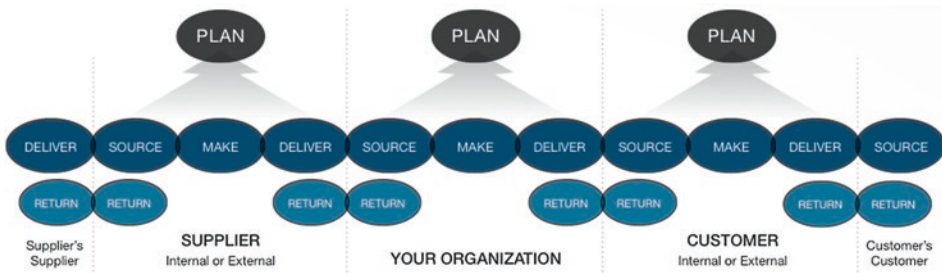 PLAN PLAN PLAN
DELIVER SOURCE MAKE DELIVER SOURCE MAKE DELIVER SOURCE MAKE DELIVER SOURCE
RETURN RETURN RETURN RETURN RETURN RETURN RETURN RETURN
Supplier's
Supplier
SUPPLIER
Internal or External
YOUR ORGANIZATION
CUSTOMER
Internal or External
Customer's
Customer